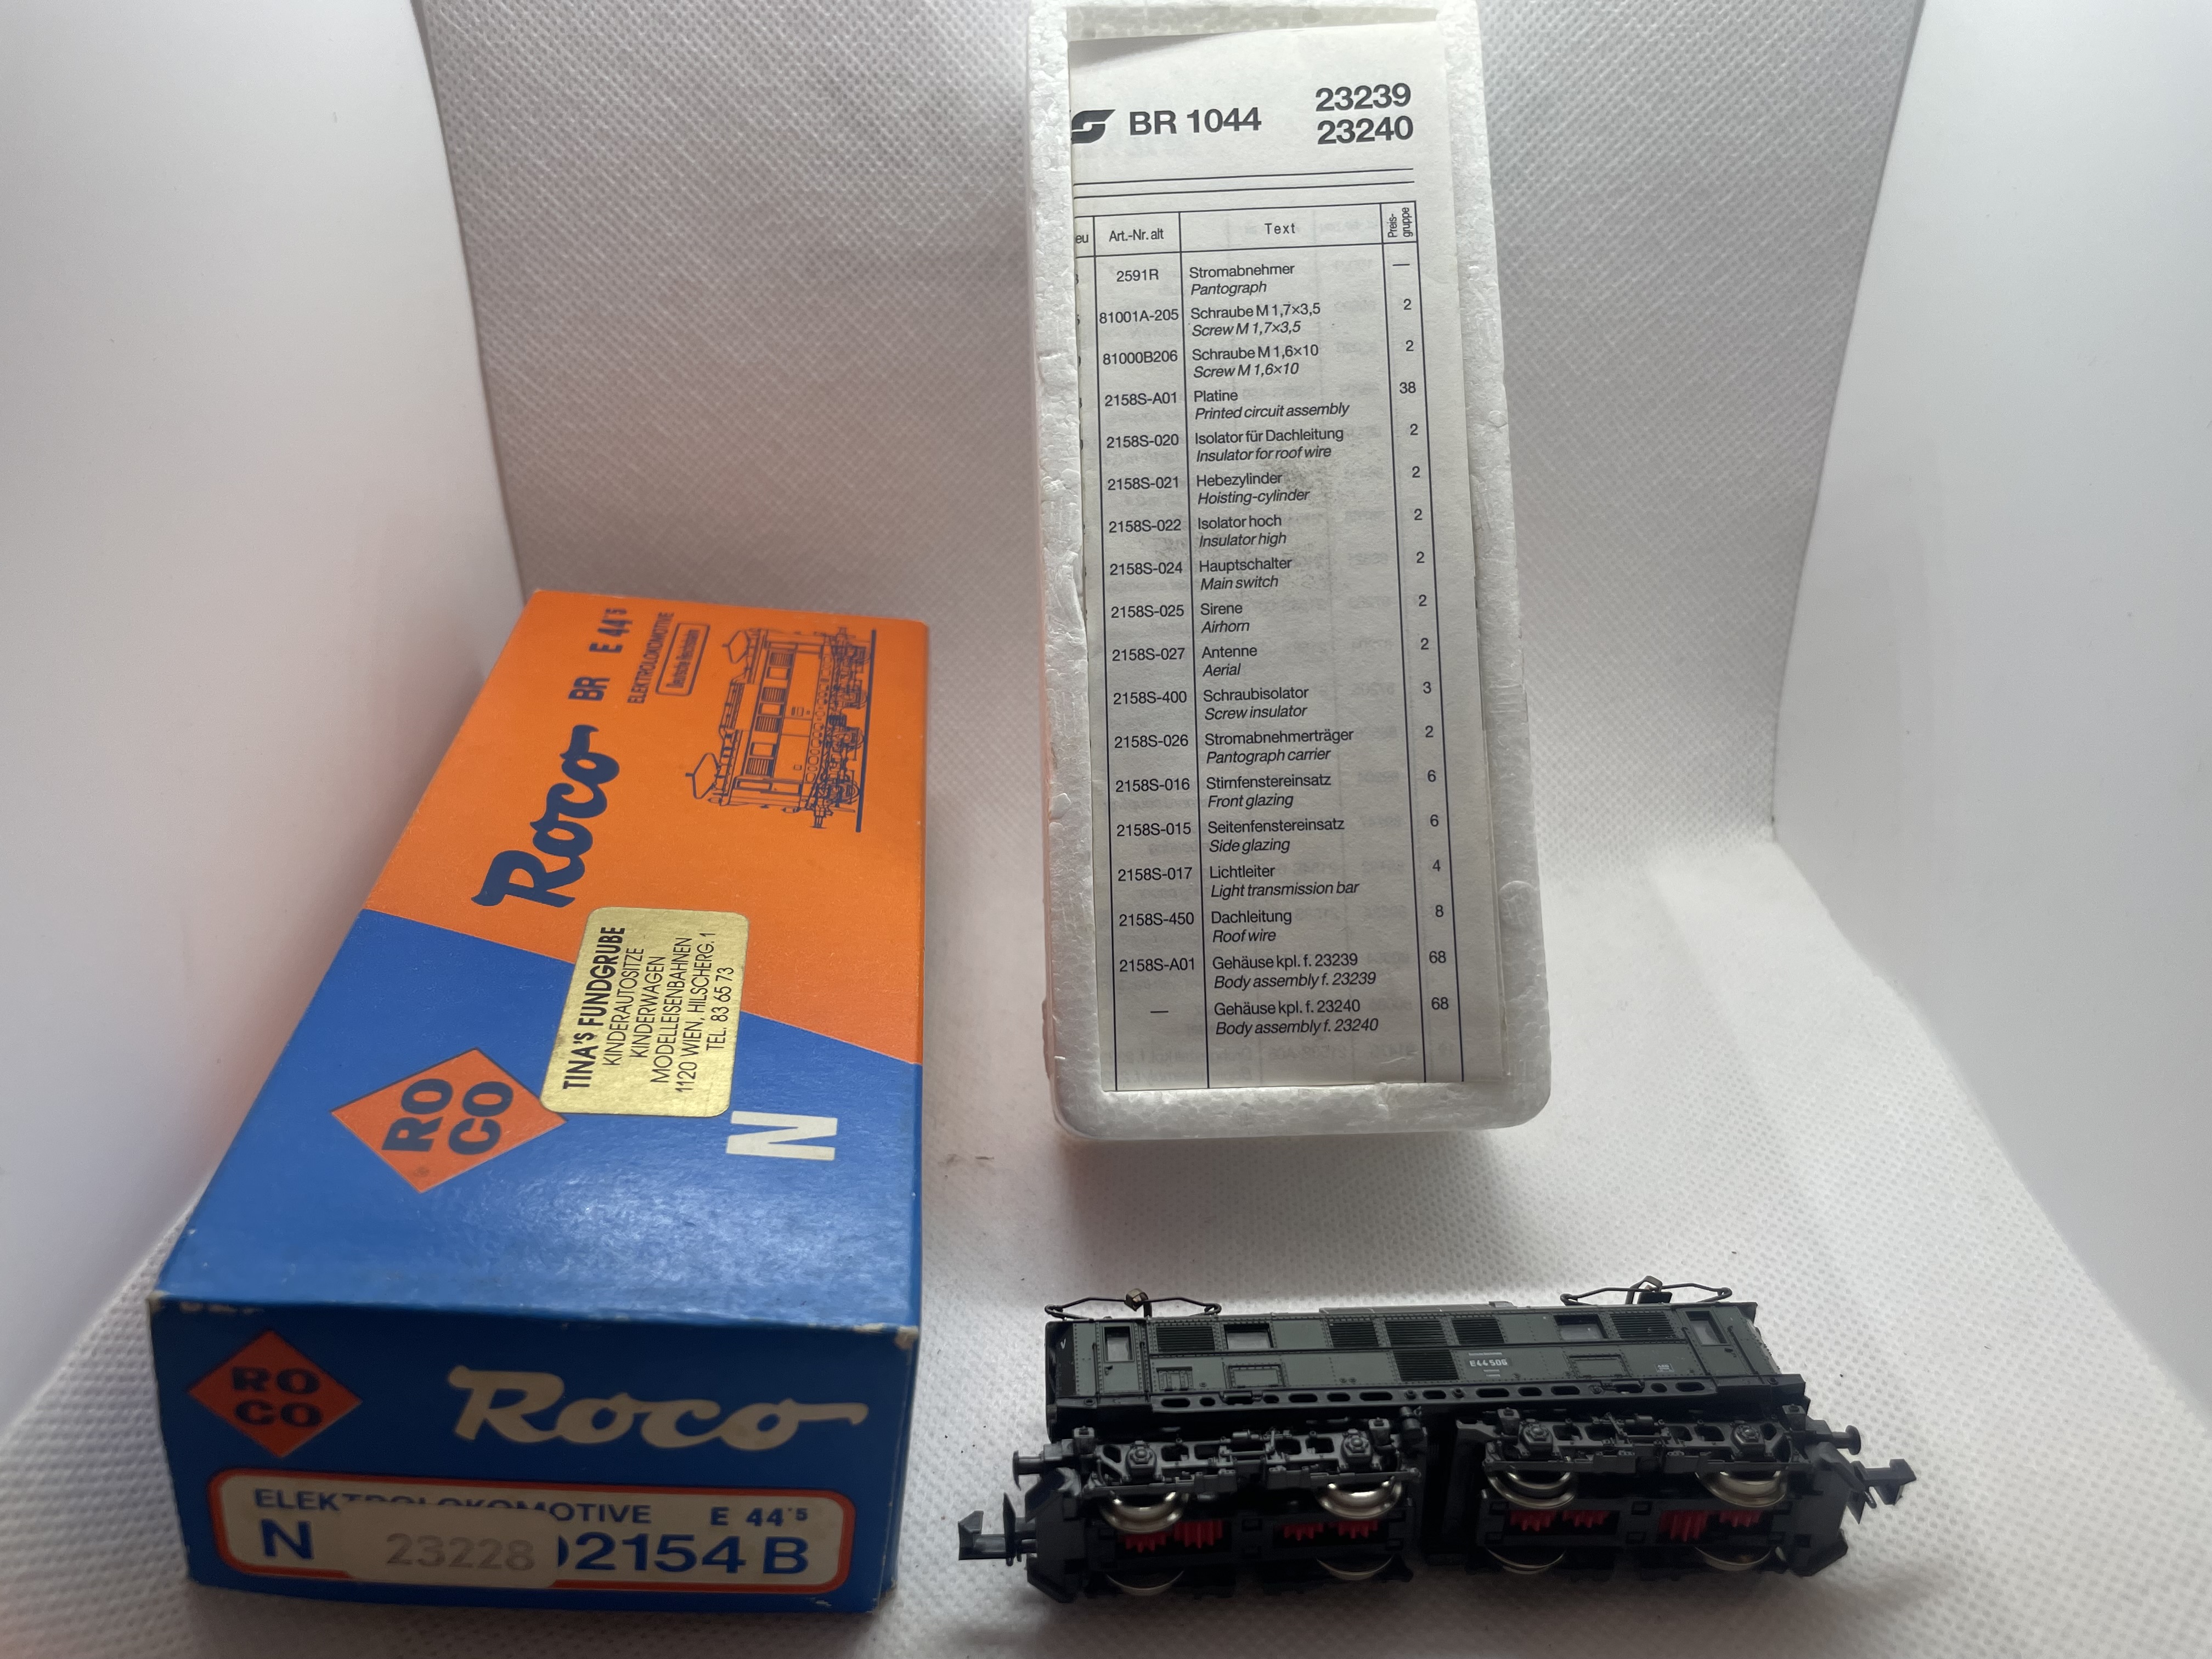 Roco
BR E 44⁵
ELEKTROLOKOMOTIVE
Deutsche Reichsbahn
TINA'S FUNDGRUBE
KINDERAUTOSITZE
KINDERWAGEN
MODELLEISENBAHNEN
1120 WIEN, HILSCHERG. 1
TEL. 83 65 73
RO
CO
®
N
RO
CO
Roco
OTIVE E 44·5
N 23228 2154 B
BR 1044 23239
23240
eu Art.-Nr. alt Text Preis-
gruppe
2591R Stromabnehmer —
Pantograph
81001A-205 Schraube M 1,7×3,5 2
Screw M 1,7×3,5
81000B206 Schraube M 1,6×10 2
Screw M 1,6×10
2158S-A01 Platine 38
Printed circuit assembly
2158S-020 Isolator für Dachleitung 2
Insulator for roof wire
2158S-021 Hebezylinder 2
Hoisting-cylinder
2158S-022 Isolator hoch 2
Insulator high
2158S-024 Hauptschalter 2
Main switch
2158S-025 Sirene 2
Airhorn
2158S-027 Antenne 2
Aerial
2158S-400 Schraubisolator 3
Screw insulator
2158S-026 Stromabnehmerträger 2
Pantograph carrier
2158S-016 Stirnfenstereinsatz 6
Front glazing
2158S-015 Seitenfenstereinsatz 6
Side glazing
2158S-017 Lichtleiter 4
Light transmission bar
2158S-450 Dachleitung 8
Roof wire
2158S-A01 Gehäuse kpl. f. 23239 68
Body assembly f. 23239
— Gehäuse kpl. f. 23240 68
Body assembly f. 23240
E44 506